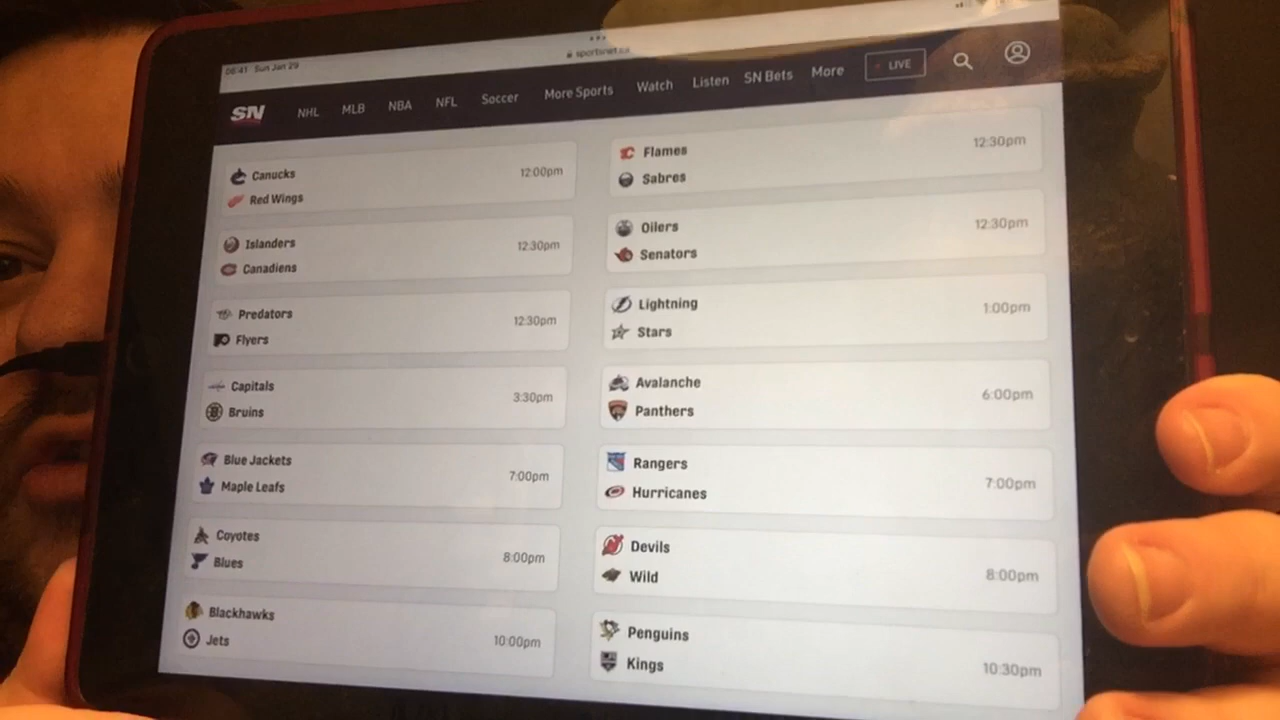 06:41 Sun Jan 29
sportsnet.ca
SN NHL MLB NBA NFL Soccer More Sports Watch Listen SN Bets More LIVE
Canucks 12:00pm
Red Wings
Flames 12:30pm
Sabres
Islanders 12:30pm
Canadiens
Oilers 12:30pm
Senators
Predators 12:30pm
Flyers
Lightning 1:00pm
Stars
Capitals 3:30pm
Bruins
Avalanche 6:00pm
Panthers
Blue Jackets 7:00pm
Maple Leafs
Rangers 7:00pm
Hurricanes
Coyotes 8:00pm
Blues
Devils 8:00pm
Wild
Blackhawks 10:00pm
Jets
Penguins 10:30pm
Kings